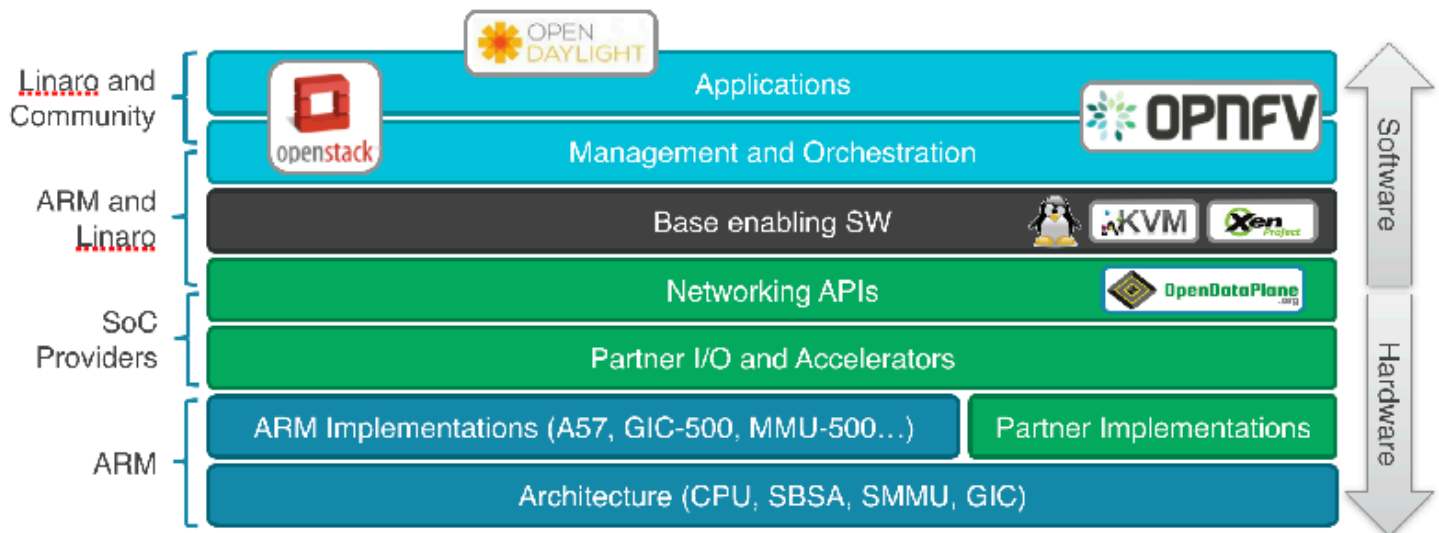 OPEN
DAYLIGHT
Linaro and
Community
Applications
openstack
OPNFV
Management and Orchestration
ARM and
Linaro
Base enabling SW
KVM
Xen
Project
Networking APIs
OpenDataPlane
.org
SoC
Providers
Partner I/O and Accelerators
ARM
ARM Implementations (A57, GIC-500, MMU-500...)
Partner Implementations
Architecture (CPU, SBSA, SMMU, GIC)
Software
Hardware